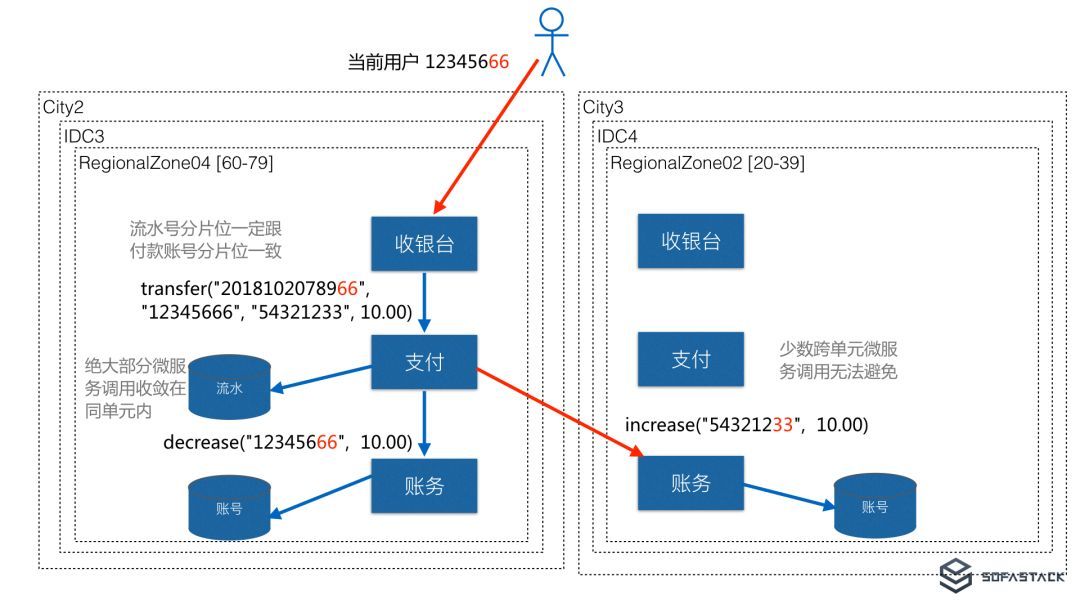 当前用户 12345666
City2
IDC3
RegionalZone04 [60-79]
流水号分片位一定跟
付款账号分片位一致
收银台
transfer("2018102078966",
"12345666", "54321233", 10.00)
支付
绝大部分微服
务调用收敛在
同单元内
流水
decrease("12345666", 10.00)
账务
账号
City3
IDC4
RegionalZone02 [20-39]
收银台
支付
少数跨单元微服
务调用无法避免
increase("54321233", 10.00)
账务
账号
SOFASTACK